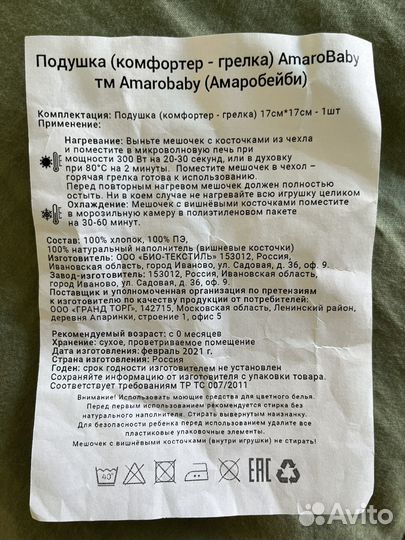 Подушка (комфортер - грелка) AmaroBaby
тм Amarobaby (Амаробейби)
Комплектация: Подушка (комфортер - грелка) 17см*17см - 1шт
Применение:
Нагревание: Выньте мешочек с косточками из чехла
и поместите в микроволновую печь при
мощности 300 Вт на 20-30 секунд, или в духовку
при 80°С на 2 минуты. Поместите мешочек в чехол –
горячая грелка готова к использованию.
Перед повторным нагревом мешочек должен полностью
остыть. Ни в коем случае не нагревайте всю игрушку целиком
Охлаждение: Мешочек с вишнёвыми косточками поместите
в морозильную камеру в полиэтиленовом пакете
на 30-60 минут.
Состав: 100% хлопок, 100% ПЭ,
100% натуральный наполнитель (вишневые косточки)
Изготовитель: ООО «БИО-ТЕКСТИЛЬ» 153012, Россия,
Ивановская область, город Иваново, ул. Садовая, д. 36, оф. 9.
Завод-изготовитель: 153012, Россия, Ивановская область,
город Иваново, ул. Садовая, д. 36, оф. 9.
Поставщик и уполномоченная организация по претензиям
к изготовителю по качеству продукции от потребителей:
ООО «ГРАНД ТОРГ», 142715, Московская область, Ленинский район,
деревня Апаринки, строение 1, офис 5
Рекомендуемый возраст: с 0 месяцев
Хранение: сухое, проветриваемое помещение
Дата изготовления: февраль 2021 г.
Страна изготовления: Россия
Годен: срок годности изготовителем не установлен
Сохраняйте информацию от изготовителя с упаковки товара.
Соответствует требованиям ТР ТС 007/2011
Внимание! Использовать моющие средства для цветного белья.
Перед первым использованием рекомендуется стирка без
натурального наполнителя. Стирать вывернутым наизнанку.
Для безопасности ребенка перед использованием удалите все
пластиковые упаковочные элементы.
Мешочек с вишнёвыми косточками (внутри игрушки) не стирать!
40° EAC
Avito